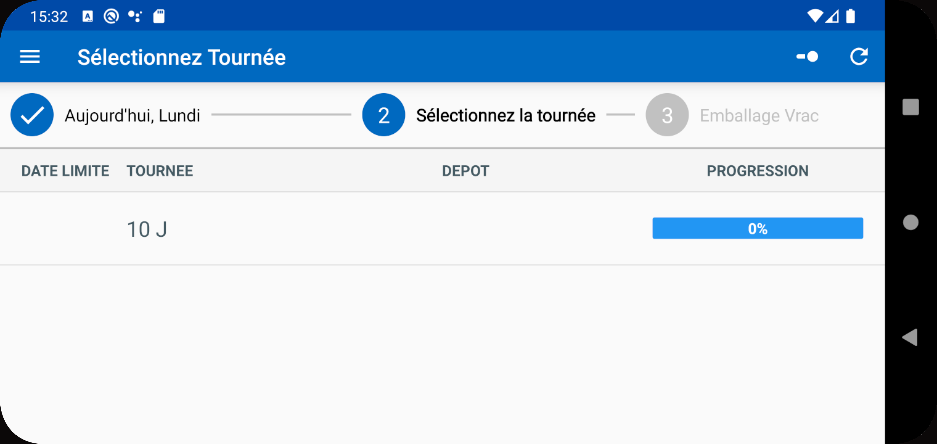 15:32
Sélectionnez Tournée
Aujourd'hui, Lundi 2 Sélectionnez la tournée 3 Emballage Vrac
DATE LIMITE TOURNEE DEPOT PROGRESSION
10 J 0%